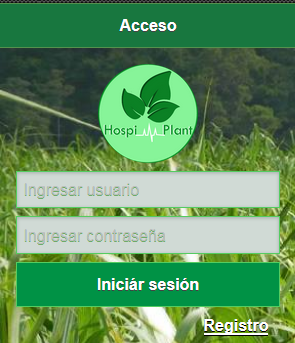 Acceso
Hospi Plant
Ingresar usuario
Ingresar contraseña
Iniciár sesión
Registro